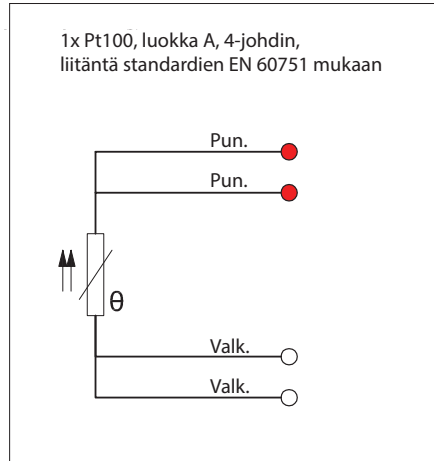 1x Pt100, luokka A, 4-johdin,
liitäntä standardien EN 60751 mukaan
Pun.
Pun.
θ
Valk.
Valk.